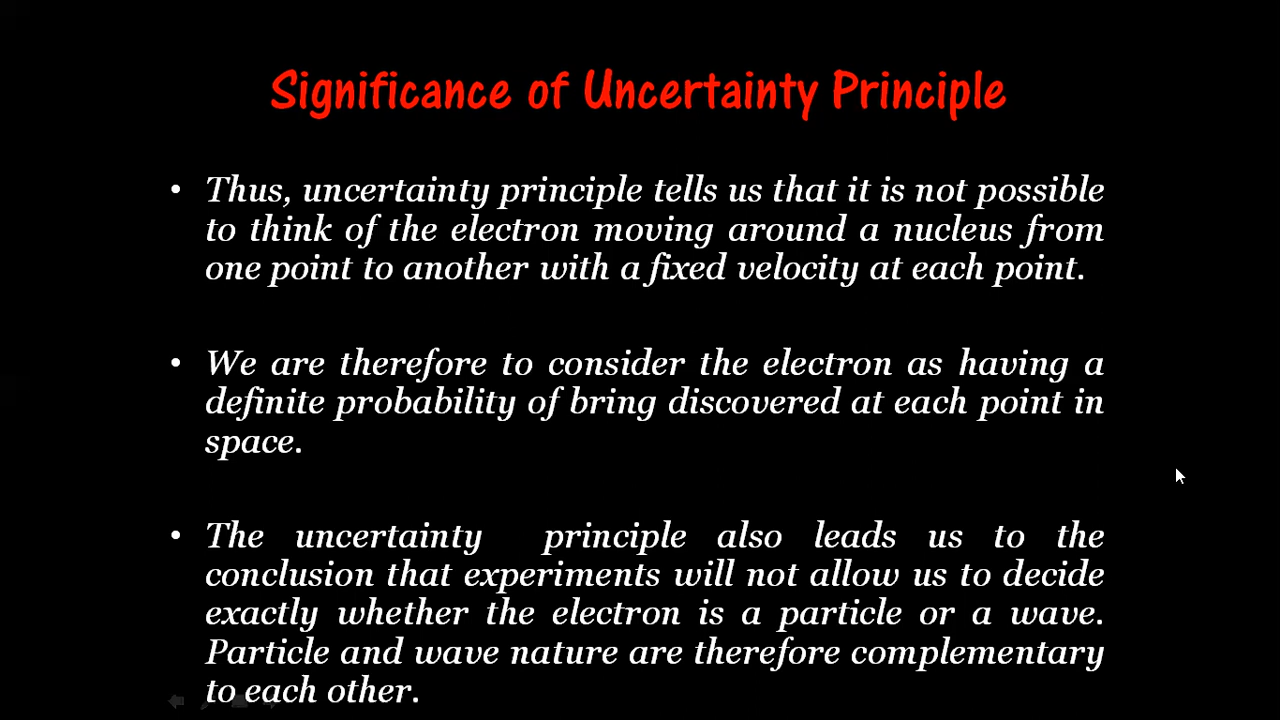 Significance of Uncertainty Principle
• Thus, uncertainty principle tells us that it is not possible
to think of the electron moving around a nucleus from
one point to another with a fixed velocity at each point.
• We are therefore to consider the electron as having a
definite probability of bring discovered at each point in
space.
• The uncertainty principle also leads us to the
conclusion that experiments will not allow us to decide
exactly whether the electron is a particle or a wave.
Particle and wave nature are therefore complementary
to each other.